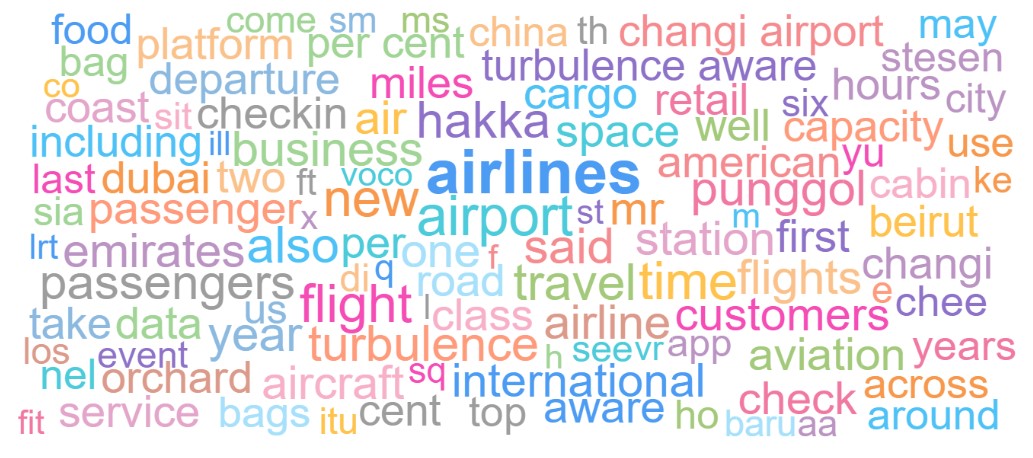 food come sm ms china th changi airport may
bag platform per cent turbulence aware stesen
co departure miles cargo retail six hours city
coast sit checkin air hakka space well capacity use
including ill business airlines american yu
last dubai two ft voco new punggol cabin ke
sia passenger x airport st mr m beirut
lrt emirates also per one f said station first
passengers di q road travel time flights changi
us flight l class airline customers e chee
take data year turbulence h seevr app aviation years
los event
nel orchard aircraft sq international check across
fit service bags itu cent top aware ho baru aa around